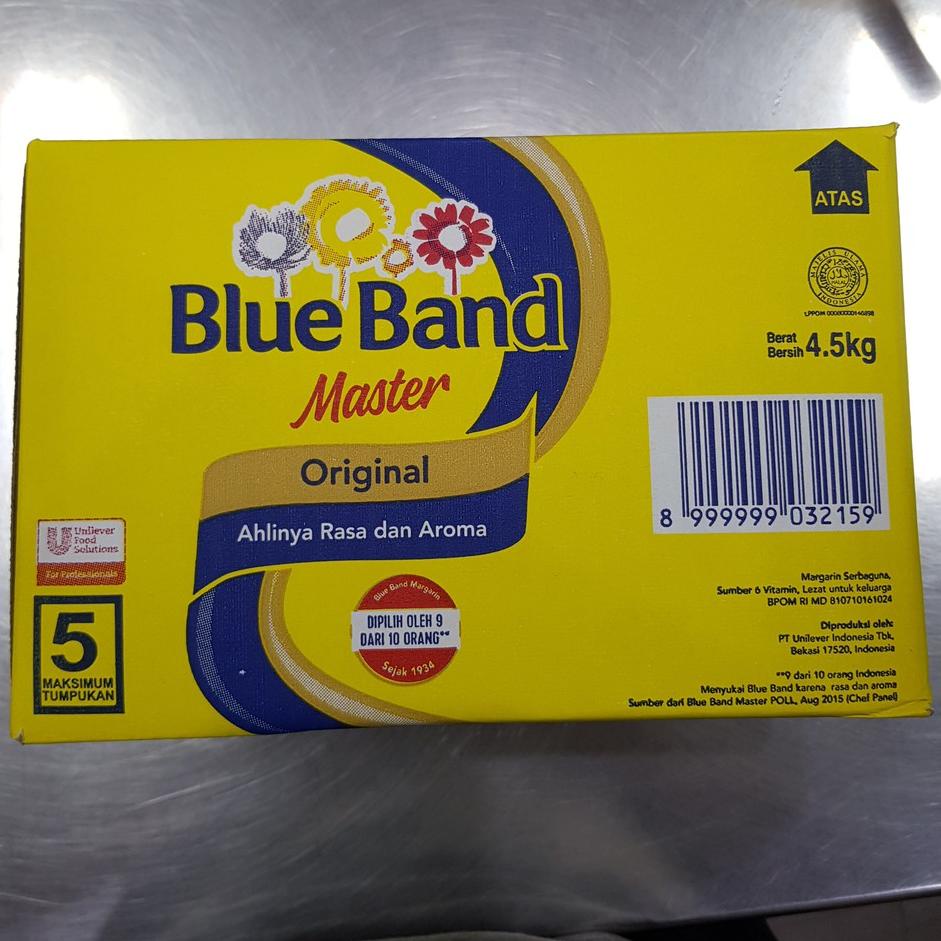 ATAS
MAJELIS ULAMA
HALAL
INDONESIA
Blue Band
Master
Original
Ahlinya Rasa dan Aroma
Berat
Bersih 4.5kg
8 999999 032159
Unilever
Food
Solutions
For Professionals
5
MAKSIMUM
TUMPUKAN
Blue Band Margarin
DIPILIH OLEH 9
DARI 10 ORANG**
Sejak 1934
Margarin Serbaguna,
Sumber 6 Vitamin, Lezat untuk keluarga
BPOM RI MD 810710161024
Diproduksi oleh:
PT Unilever Indonesia Tbk,
Bekasi 17520, Indonesia
**9 dari 10 orang Indonesia
Menyukai Blue Band karena rasa dan aroma
Sumber dari Blue Band Master POLL, Aug 2015 (Chef Panel)